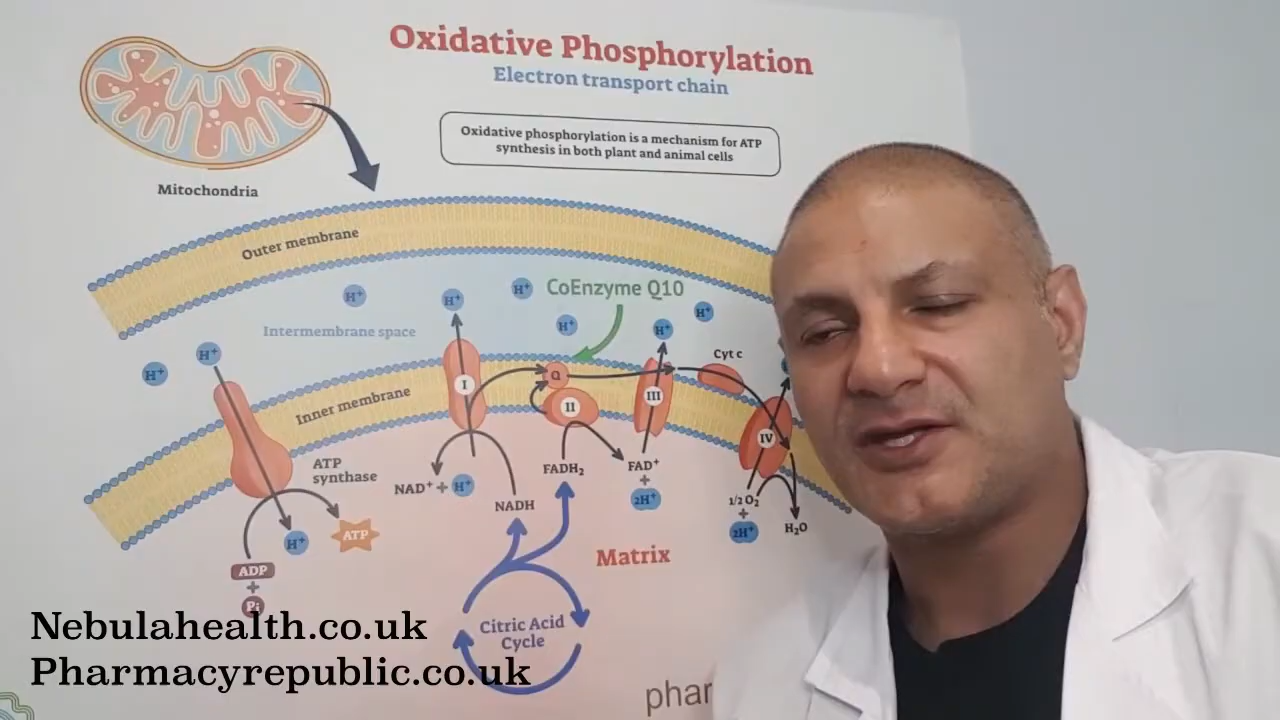 Oxidative Phosphorylation
Electron transport chain
Oxidative phosphorylation is a mechanism for ATP
synthesis in both plant and animal cells
Mitochondria
Outer membrane
H⁺
H⁺
H⁺
CoEnzyme Q10
H⁺
H⁺
H⁺
Intermembrane space
H⁺
H⁺
Cyt c
I
Q
II
III
IV
Inner membrane
ATP
synthase
NAD⁺ + H⁺
NADH
FADH₂
FAD⁺
+
2H⁺
1/2 O₂
+
2H⁺
H₂O
H⁺
ATP
ADP
+
Pi
Matrix
Citric Acid
Cycle
Nebulahealth.co.uk
Pharmacyrepublic.co.uk
phar